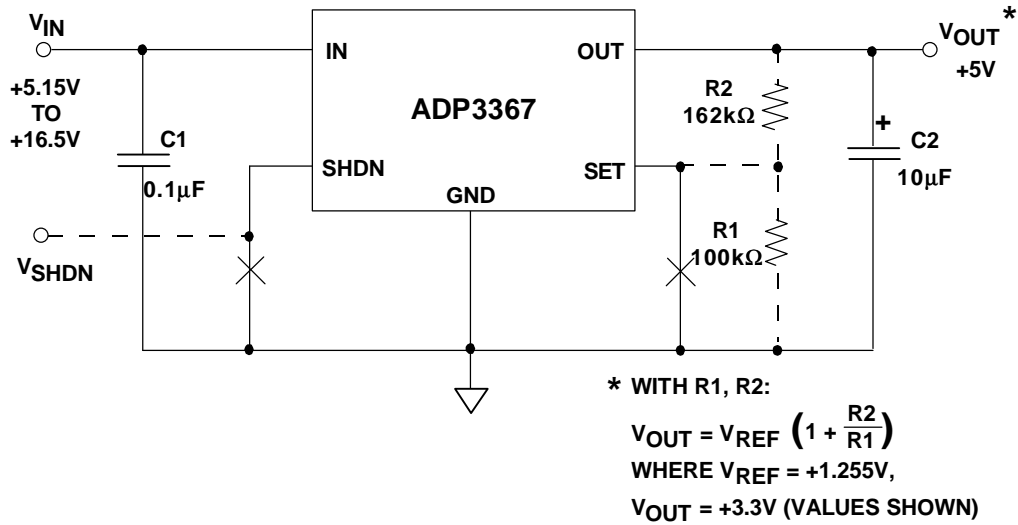 VIN
+5.15V
TO
+16.5V
C1
0.1μF
VSHDN
IN
OUT
ADP3367
SHDN
SET
GND
R2
162kΩ
R1
100kΩ
VOUT *
+5V
+
C2
10μF
* WITH R1, R2:
VOUT = VREF (1 + R2/R1)
WHERE VREF = +1.255V,
VOUT = +3.3V (VALUES SHOWN)